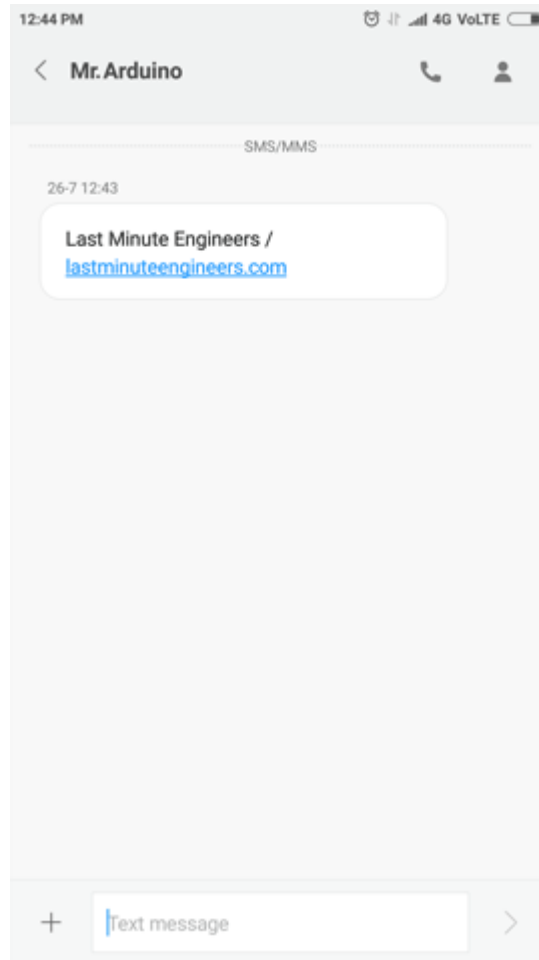 12:44 PM 4G VoLTE
Mr. Arduino
SMS/MMS
26-7 12:43
Last Minute Engineers /
lastminuteengineers.com
Text message